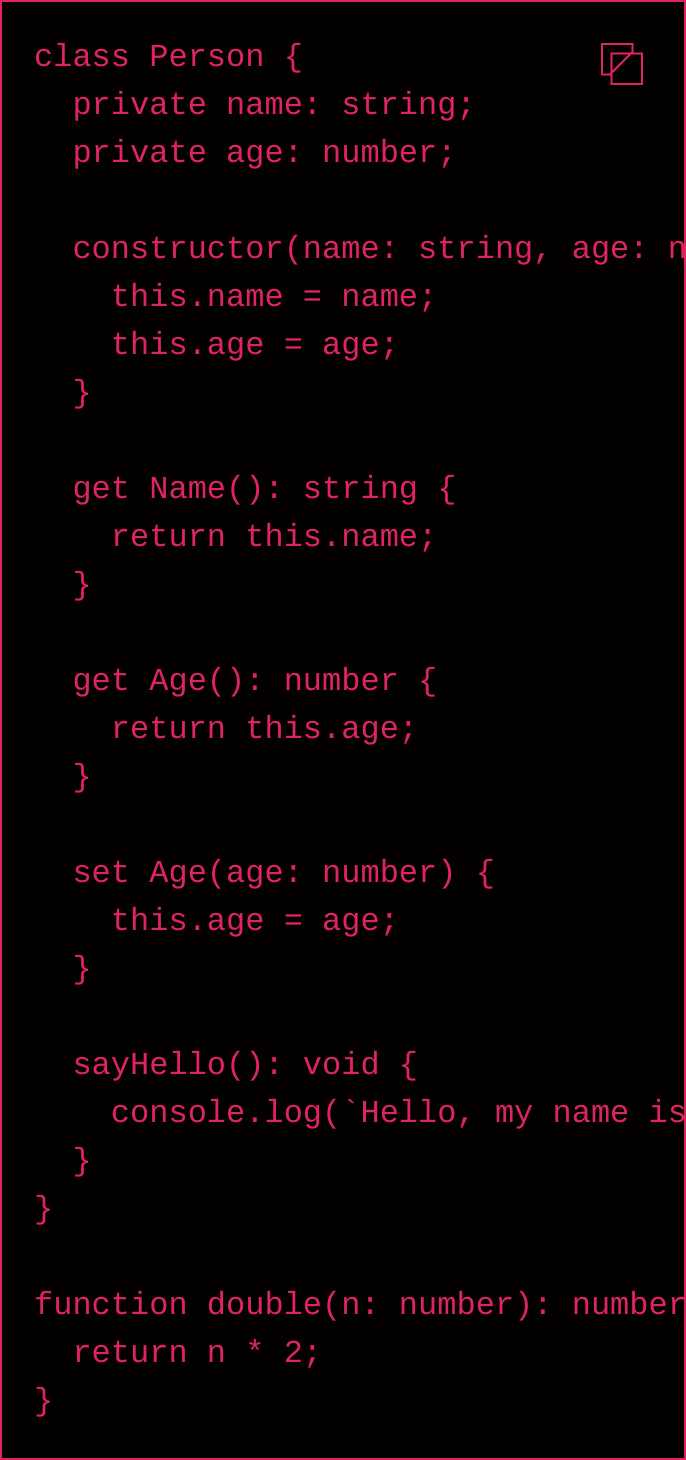 class Person {
  private name: string;
  private age: number;

  constructor(name: string, age: n
    this.name = name;
    this.age = age;
  }

  get Name(): string {
    return this.name;
  }

  get Age(): number {
    return this.age;
  }

  set Age(age: number) {
    this.age = age;
  }

  sayHello(): void {
    console.log(`Hello, my name is
  }
}

function double(n: number): number
  return n * 2;
}